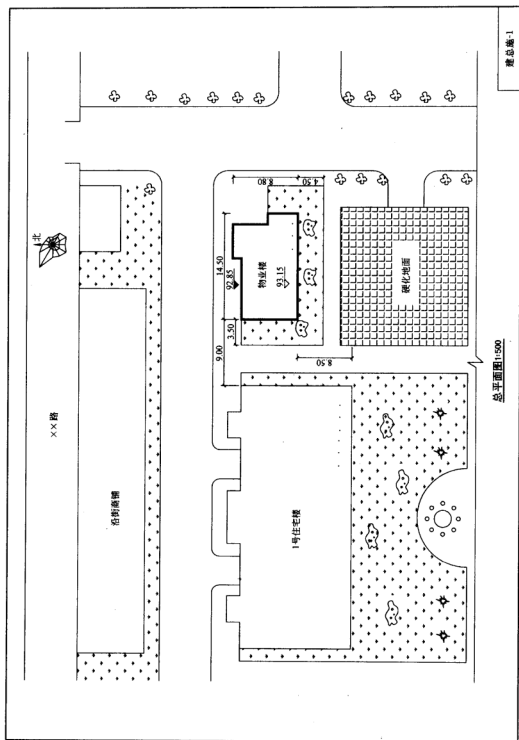 建总施-1
北
××路
沿街商铺
8.80
4.50
14.50
92.85
物业楼
93.15
3.50
9.00
8.50
硬化地面
1号住宅楼
总平面图1:500